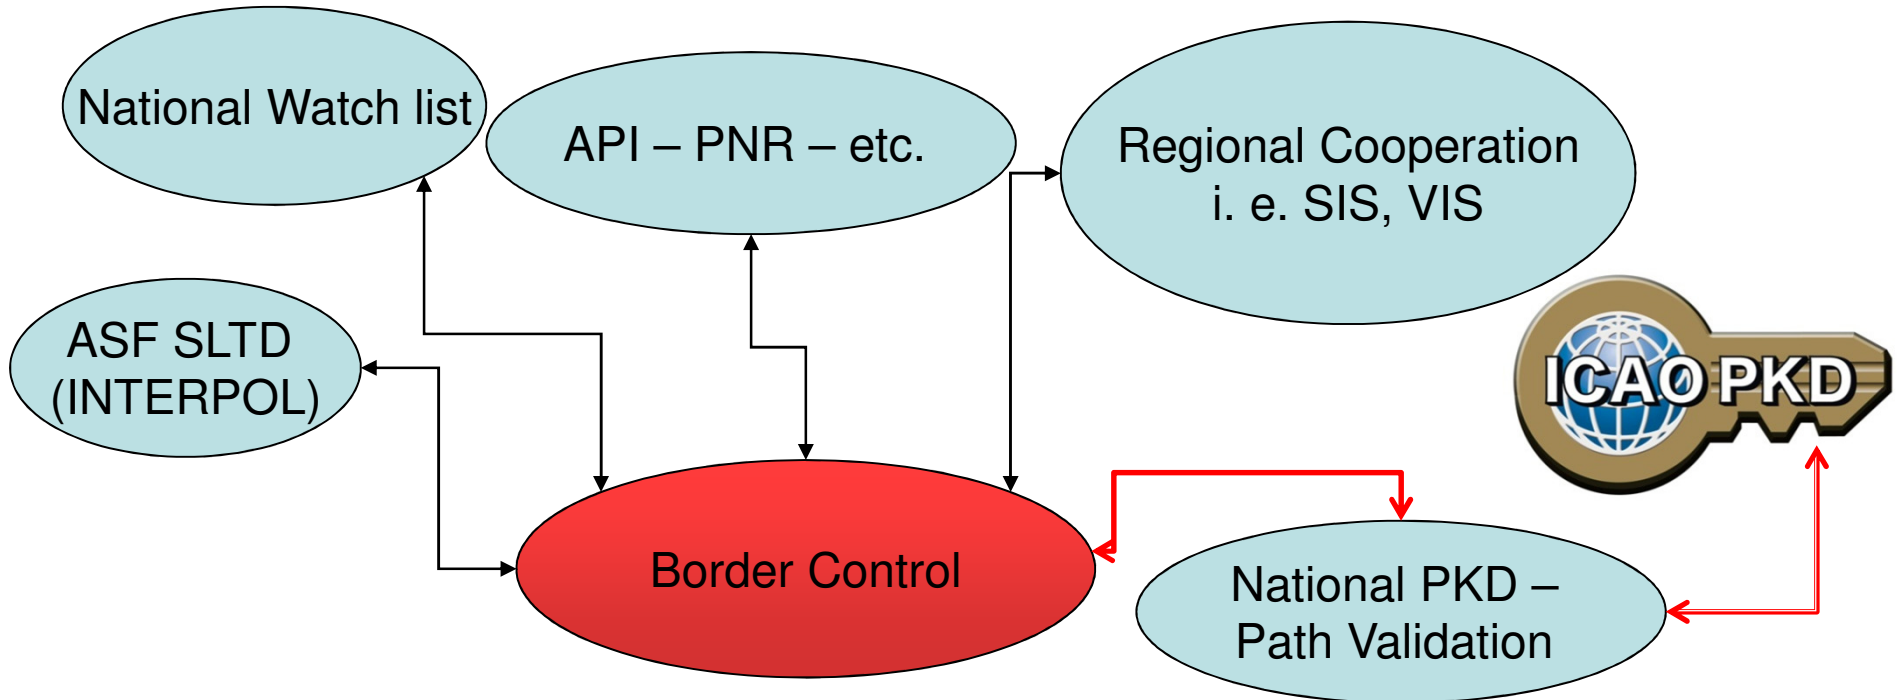 National Watch list
API – PNR – etc.
Regional Cooperation
i. e. SIS, VIS
ASF SLTD
(INTERPOL)
ICAO PKD
Border Control
National PKD –
Path Validation